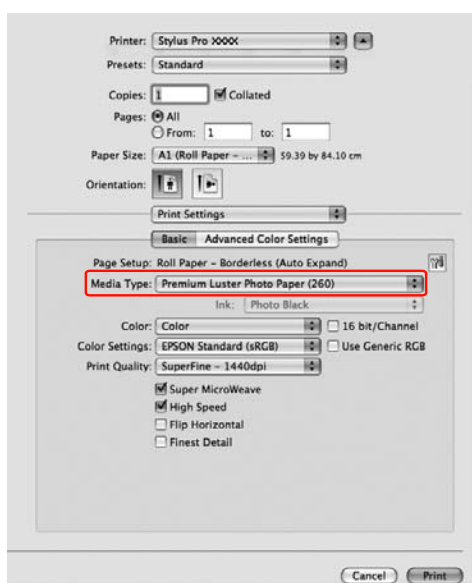 Printer: Stylus Pro XXXX
Presets: Standard
Copies: 1 Collated
Pages: All
From: 1 to: 1
Paper Size: A1 (Roll Paper – ... 59.39 by 84.10 cm
Orientation:
Print Settings
Basic Advanced Color Settings
Page Setup: Roll Paper – Borderless (Auto Expand)
Media Type: Premium Luster Photo Paper (260)
Ink: Photo Black
Color: Color 16 bit/Channel
Color Settings: EPSON Standard (sRGB) Use Generic RGB
Print Quality: SuperFine – 1440dpi
Super MicroWeave
High Speed
Flip Horizontal
Finest Detail
Cancel Print